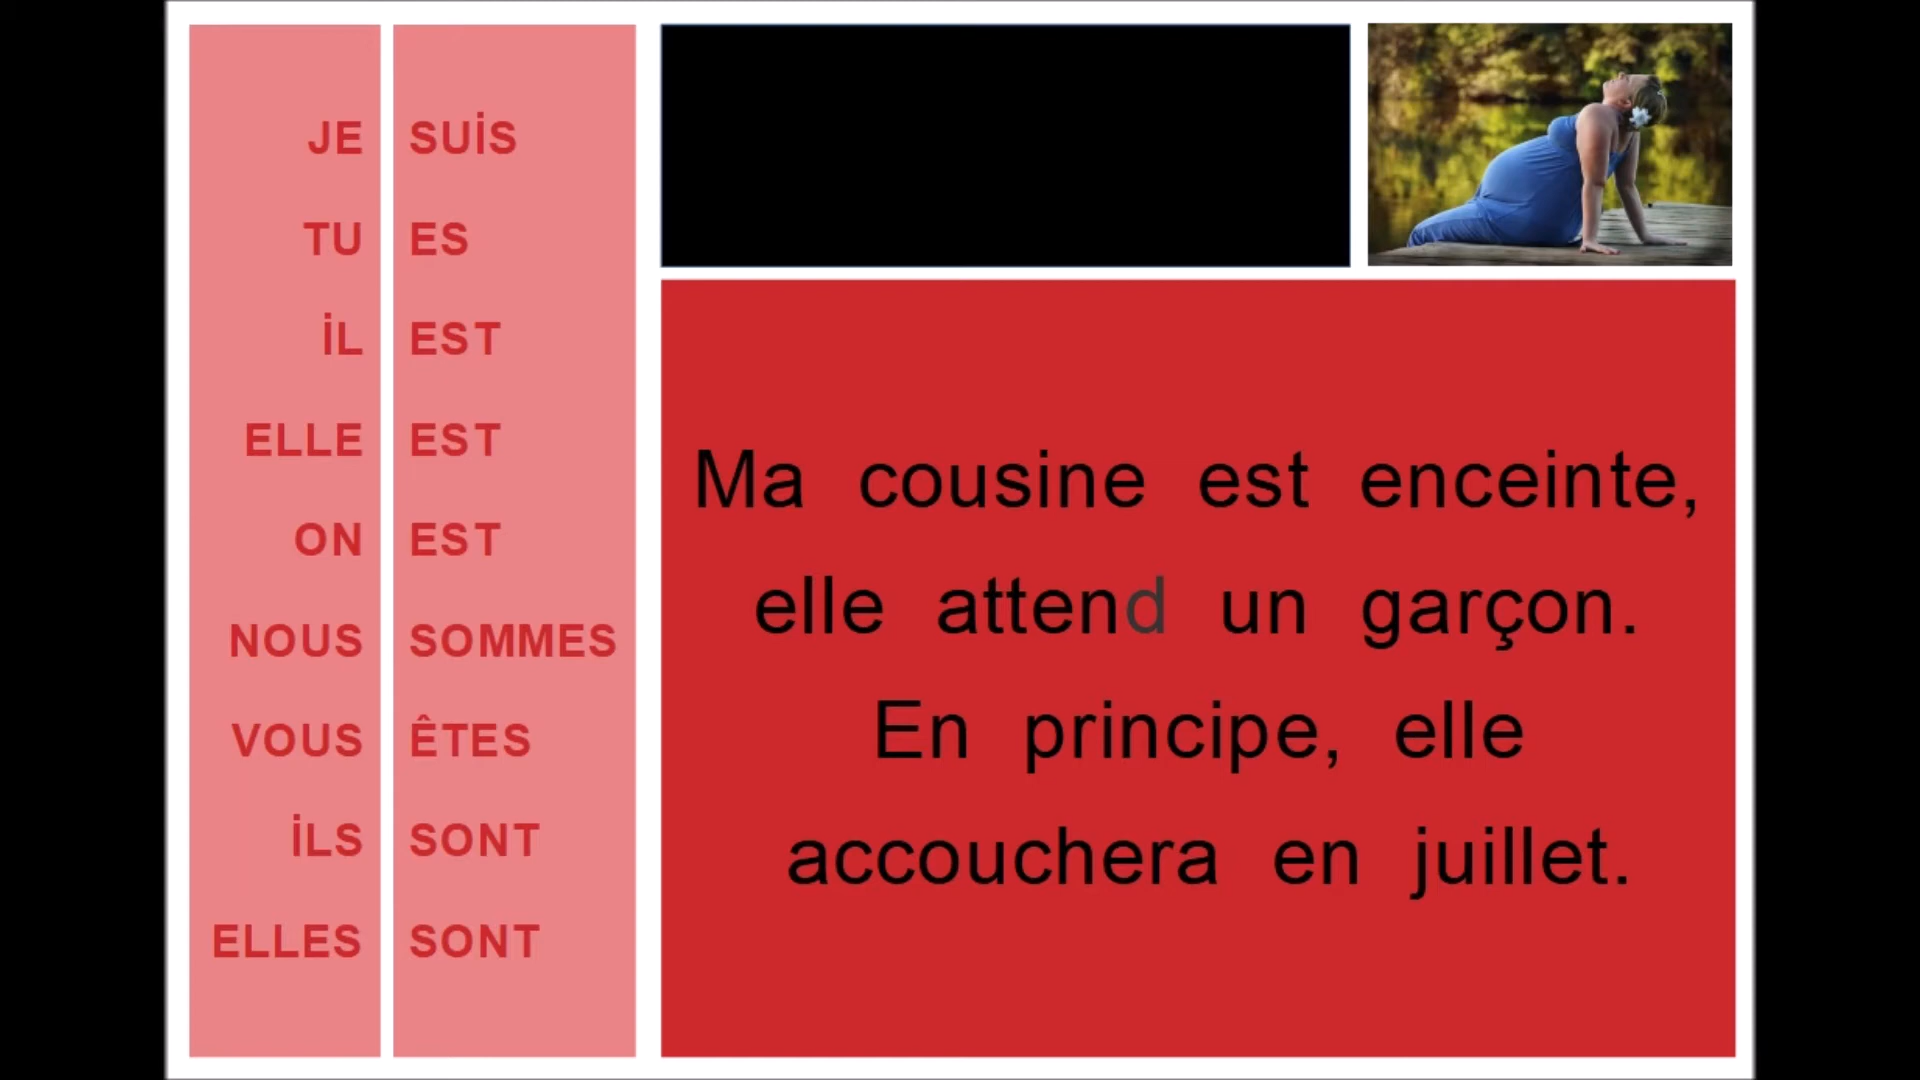 JE SUİS
TU ES
İL EST
ELLE EST
ON EST
NOUS SOMMES
VOUS ÊTES
İLS SONT
ELLES SONT
Ma cousine est enceinte,
elle attend un garçon.
En principe, elle
accouchera en juillet.